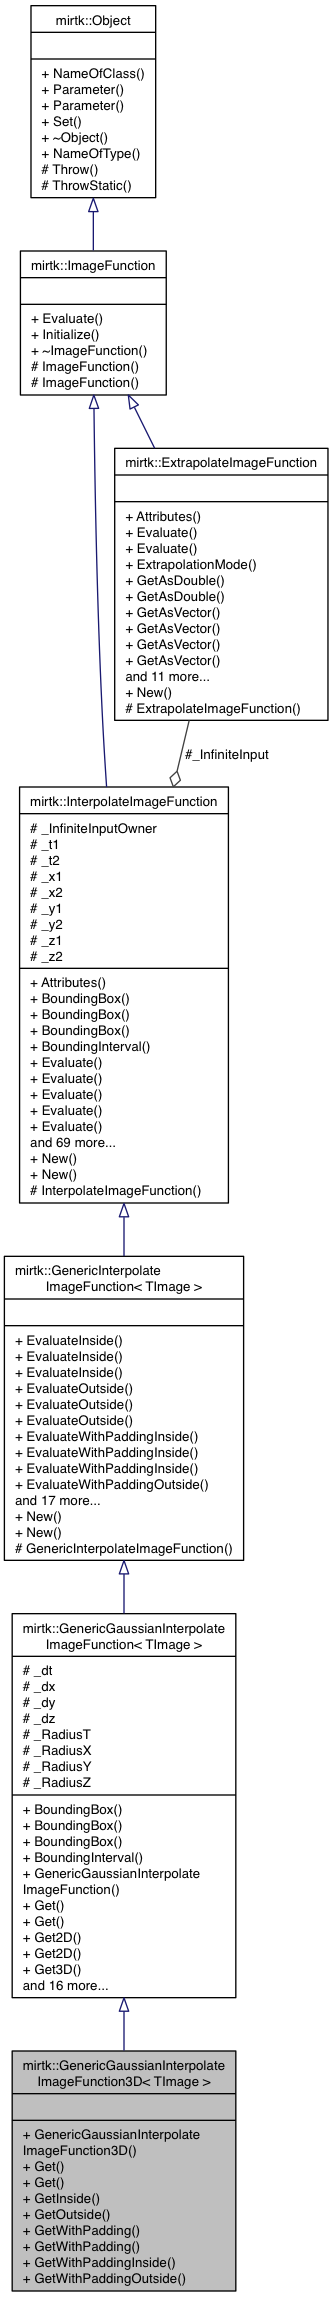 mirtk::Object
+ NameOfClass()
+ Parameter()
+ Parameter()
+ Set()
+ ~Object()
+ NameOfType()
# Throw()
# ThrowStatic()
mirtk::ImageFunction
+ Evaluate()
+ Initialize()
+ ~ImageFunction()
# ImageFunction()
# ImageFunction()
mirtk::ExtrapolateImageFunction
+ Attributes()
+ Evaluate()
+ Evaluate()
+ ExtrapolationMode()
+ GetAsDouble()
+ GetAsDouble()
+ GetAsVector()
+ GetAsVector()
+ GetAsVector()
+ GetAsVector()
and 11 more...
+ New()
# ExtrapolateImageFunction()
#_InfiniteInput
mirtk::InterpolateImageFunction
# _InfiniteInputOwner
# _t1
# _t2
# _x1
# _x2
# _y1
# _y2
# _z1
# _z2
+ Attributes()
+ BoundingBox()
+ BoundingBox()
+ BoundingBox()
+ BoundingInterval()
+ Evaluate()
+ Evaluate()
+ Evaluate()
+ Evaluate()
+ Evaluate()
and 69 more...
+ New()
+ New()
# InterpolateImageFunction()
mirtk::GenericInterpolate
ImageFunction< TImage >
+ EvaluateInside()
+ EvaluateInside()
+ EvaluateInside()
+ EvaluateOutside()
+ EvaluateOutside()
+ EvaluateOutside()
+ EvaluateWithPaddingInside()
+ EvaluateWithPaddingInside()
+ EvaluateWithPaddingInside()
+ EvaluateWithPaddingOutside()
and 17 more...
+ New()
+ New()
# GenericInterpolateImageFunction()
mirtk::GenericGaussianInterpolate
ImageFunction< TImage >
# _dt
# _dx
# _dy
# _dz
# _RadiusT
# _RadiusX
# _RadiusY
# _RadiusZ
+ BoundingBox()
+ BoundingBox()
+ BoundingBox()
+ BoundingInterval()
+ GenericGaussianInterpolate
ImageFunction()
+ Get()
+ Get()
+ Get2D()
+ Get2D()
+ Get3D()
and 16 more...
mirtk::GenericGaussianInterpolate
ImageFunction3D< TImage >
+ GenericGaussianInterpolate
ImageFunction3D()
+ Get()
+ Get()
+ GetInside()
+ GetOutside()
+ GetWithPadding()
+ GetWithPadding()
+ GetWithPaddingInside()
+ GetWithPaddingOutside()